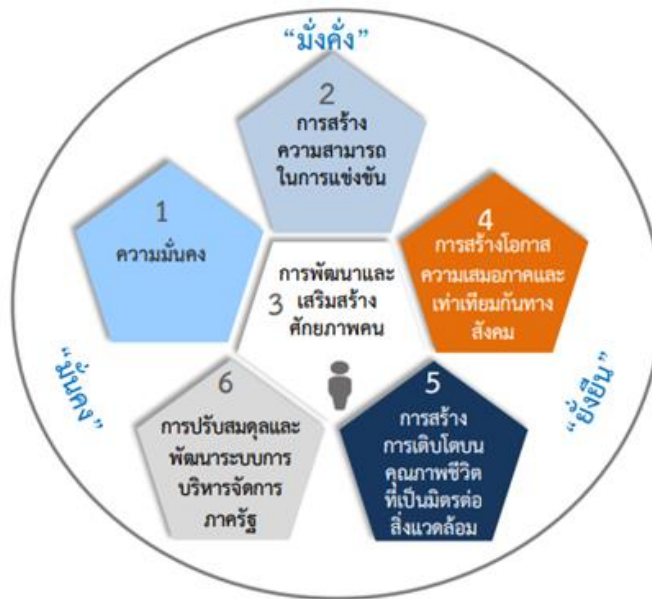 “มั่งคั่ง”
2
การสร้าง
ความสามารถ
ในการแข่งขัน
1
ความมั่นคง
3
การพัฒนาและ
เสริมสร้าง
ศักยภาพคน
4
การสร้างโอกาส
ความเสมอภาคและ
เท่าเทียมกันทาง
สังคม
“มั่นคง”
6
การปรับสมดุลและ
พัฒนาระบบการ
บริหารจัดการ
ภาครัฐ
5
การสร้าง
การเติบโตบน
คุณภาพชีวิต
ที่เป็นมิตรต่อ
สิ่งแวดล้อม
“ยั่งยืน”